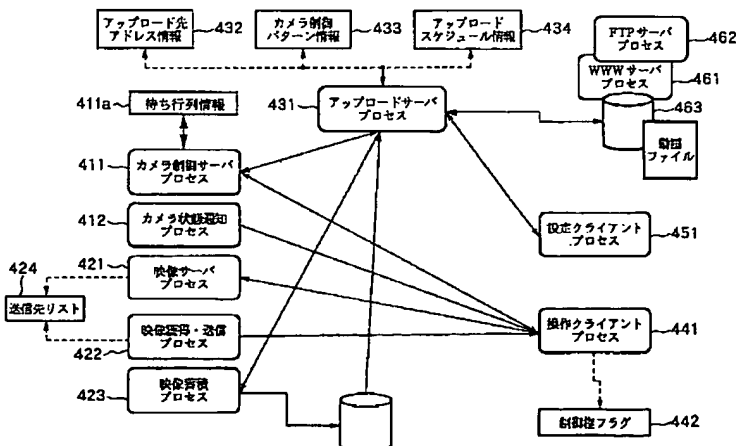 アップロード先
アドレス情報
432
カメラ制御
パターン情報
433
アップロード
スケジュール情報
434
FTPサーバ
プロセス
462
WWWサーバ
プロセス
461
463
動画
ファイル
411a
待ち行列情報
431
アップロードサーバ
プロセス
411
カメラ制御サーバ
プロセス
412
カメラ状態通知
プロセス
421
映像サーバ
プロセス
424
送信先リスト
映像獲得・送信
プロセス
422
映像蓄積
プロセス
423
設定クライアント
プロセス
451
操作クライアント
プロセス
441
制御権フラグ
442